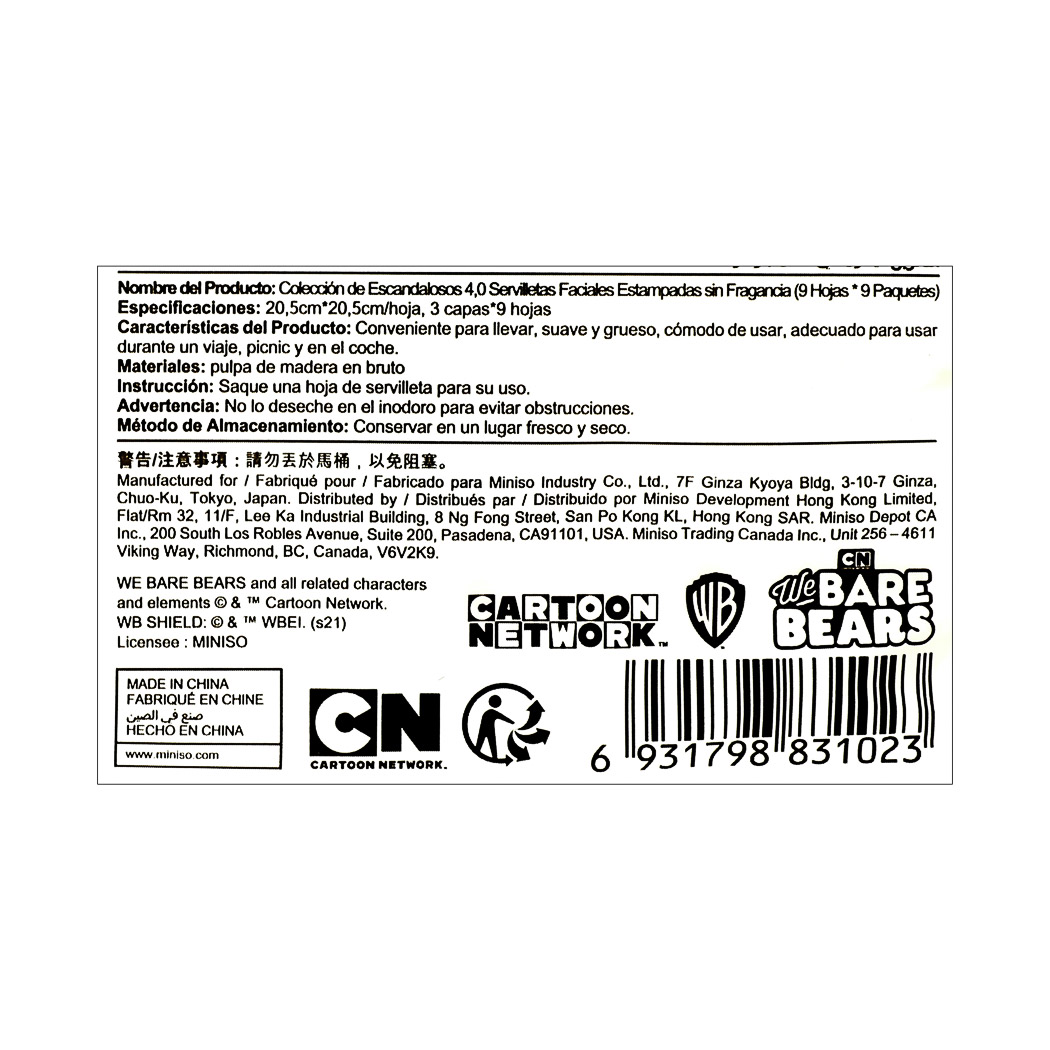 Nombre del Producto: Colección de Escandalosos 4,0 Servilletas Faciales Estampadas sin Fragancia (9 Hojas * 9 Paquetes)
Especificaciones: 20,5cm*20,5cm/hoja, 3 capas*9 hojas
Características del Producto: Conveniente para llevar, suave y grueso, cómodo de usar, adecuado para usar
durante un viaje, picnic y en el coche.
Materiales: pulpa de madera en bruto
Instrucción: Saque una hoja de servilleta para su uso.
Advertencia: No lo deseche en el inodoro para evitar obstrucciones.
Método de Almacenamiento: Conservar en un lugar fresco y seco.
警告/注意事項：請勿丟於馬桶，以免阻塞。
Manufactured for / Fabriqué pour / Fabricado para Miniso Industry Co., Ltd., 7F Ginza Kyoya Bldg, 3-10-7 Ginza,
Chuo-Ku, Tokyo, Japan. Distributed by / Distribués par / Distribuido por Miniso Development Hong Kong Limited,
Flat/Rm 32, 11/F, Lee Ka Industrial Building, 8 Ng Fong Street, San Po Kong KL, Hong Kong SAR. Miniso Depot CA
Inc., 200 South Los Robles Avenue, Suite 200, Pasadena, CA91101, USA. Miniso Trading Canada Inc., Unit 256 – 4611
Viking Way, Richmond, BC, Canada, V6V2K9.
WE BARE BEARS and all related characters
and elements © & ™ Cartoon Network.
WB SHIELD: © & ™ WBEI. (s21)
Licensee : MINISO
CARTOON
NETWORK™
WB
CN
We BARE
BEARS
MADE IN CHINA
FABRIQUÉ EN CHINE
صنع في الصين
HECHO EN CHINA
www.miniso.com
CN
CARTOON NETWORK.
6 931798 831023